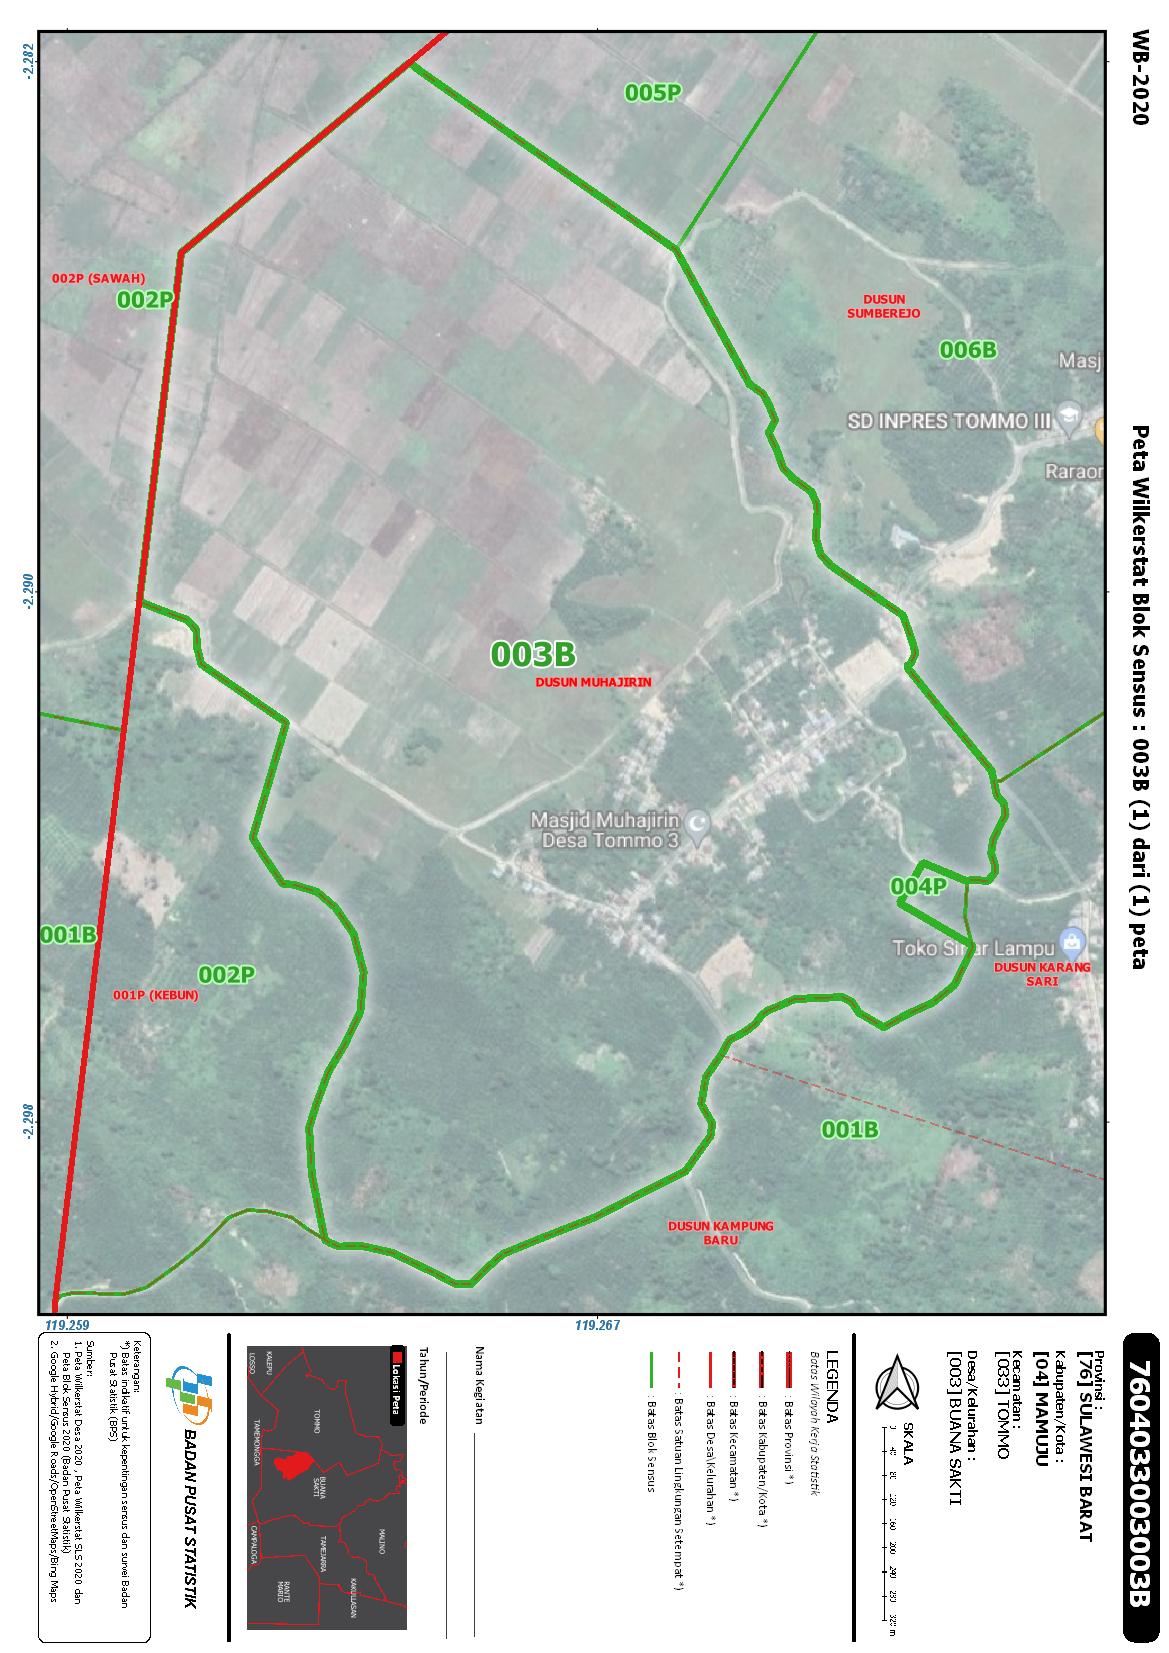 WB-2020
Peta Wilkerstat Blok Sensus : 003B (1) dari (1) peta
7604033003003B
-2.282
-2.290
-2.298
119.259
119.267
005P
002P (SAWAH)
002P
DUSUN
SUMBEREJO
006B
Masj
SD INPRES TOMMO III
Raraor
003B
DUSUN MUHAJIRIN
Masjid Muhajirin
Desa Tommo 3
004P
001B
Toko Sinar Lampu
DUSUN KARANG
SARI
002P
001P (KEBUN)
001B
DUSUN KAMPUNG
BARU
Provinsi :
[76] SULAWESI BARAT
Kabupaten/Kota :
[04] MAMUJU
Kecamatan :
[033] TOMMO
Desa/Kelurahan :
[003] BUANA SAKTI
SKALA
0 40 80 120 160 200 240 280 320 m
LEGENDA
Batas Wilayah Kerja Statistik
: Batas Provinsi *)
: Batas Kabupaten/Kota *)
: Batas Kecamatan *)
: Batas Desa\Kelurahan *)
: Batas Satuan Lingkungan Setempat *)
: Batas Blok Sensus
Nama Kegiatan
Tahun/Periode
Lokasi Peta
KALEPU
LOSSO
TOMMO
TAMEMONGGA
BUANA
SAKTI
MALINO
CAMPALOGA
TAMEJARRA
KAKULLASAN
RANTE
MARIO
BADAN PUSAT STATISTIK
Keterangan:
*) Batas indikatif untuk kepentingan sensus dan survei Badan
Pusat Statistik (BPS)
Sumber:
1. Peta Wilkerstat Desa 2020 , Peta Wilkerstat SLS 2020 dan
Peta Blok Sensus 2020 (Badan Pusat Statistik)
2. Google Hybrid/Google Roads/OpenStreetMaps/Bing Maps